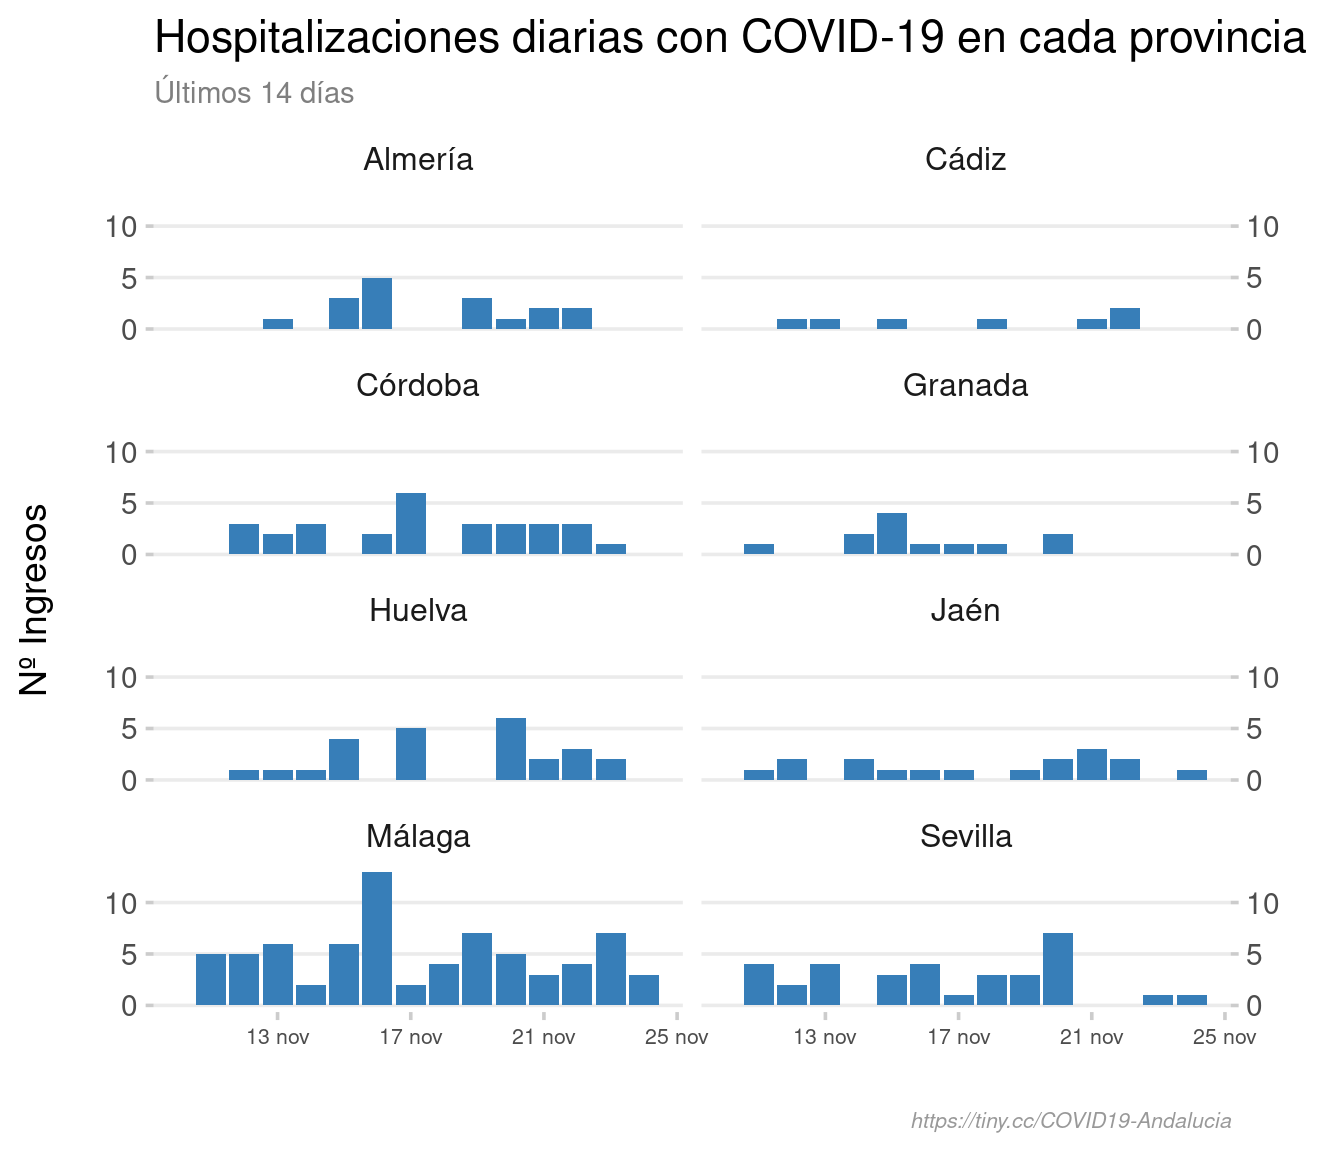 Hospitalizaciones diarias con COVID-19 en cada provincia
Últimos 14 días
Almería
Cádiz
10
5
0
10
5
0
Córdoba
Granada
10
5
0
10
5
0
Nº Ingresos
Huelva
Jaén
10
5
0
10
5
0
Málaga
Sevilla
10
5
0
10
5
0
13 nov 17 nov 21 nov 25 nov
13 nov 17 nov 21 nov 25 nov
https://tiny.cc/COVID19-Andalucia